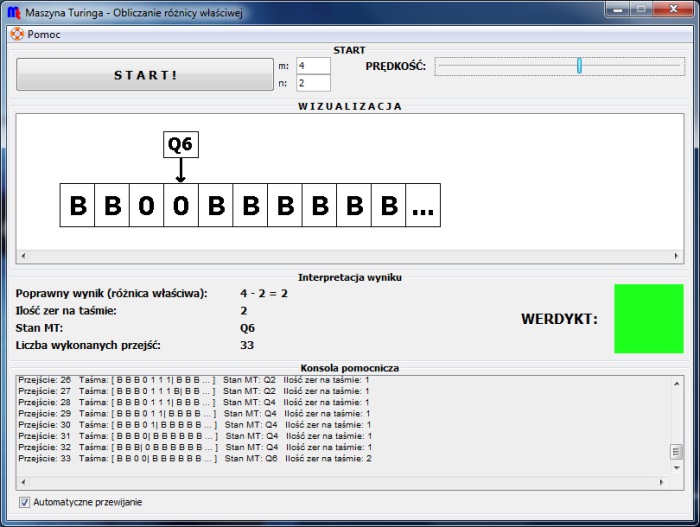 Maszyna Turinga - Obliczanie różnicy właściwej
Pomoc
START
START!
m: 4
n: 2
PRĘDKOŚĆ:
WIZUALIZACJA
Q6
B B 0 0 B B B B B B ...
Interpretacja wyniku
Poprawny wynik (różnica właściwa): 4 - 2 = 2
Ilość zer na taśmie: 2
Stan MT: Q6
Liczba wykonanych przejść: 33
WERDYKT:
Konsola pomocnicza
Przejście: 26 Taśma: [ B B B 0 1 1 1| B B B ... ] Stan MT: Q2 Ilość zer na taśmie: 1
Przejście: 27 Taśma: [ B B B 0 1 1 1 B| B B ... ] Stan MT: Q2 Ilość zer na taśmie: 1
Przejście: 28 Taśma: [ B B B 0 1 1 1| B B B ... ] Stan MT: Q4 Ilość zer na taśmie: 1
Przejście: 29 Taśma: [ B B B 0 1 1| B B B B ... ] Stan MT: Q4 Ilość zer na taśmie: 1
Przejście: 30 Taśma: [ B B B 0 1| B B B B B ... ] Stan MT: Q4 Ilość zer na taśmie: 1
Przejście: 31 Taśma: [ B B B 0| B B B B B B ... ] Stan MT: Q4 Ilość zer na taśmie: 1
Przejście: 32 Taśma: [ B B B| 0 B B B B B B ... ] Stan MT: Q4 Ilość zer na taśmie: 1
Przejście: 33 Taśma: [ B B 0 0| B B B B B B ... ] Stan MT: Q6 Ilość zer na taśmie: 2
Automatyczne przewijanie